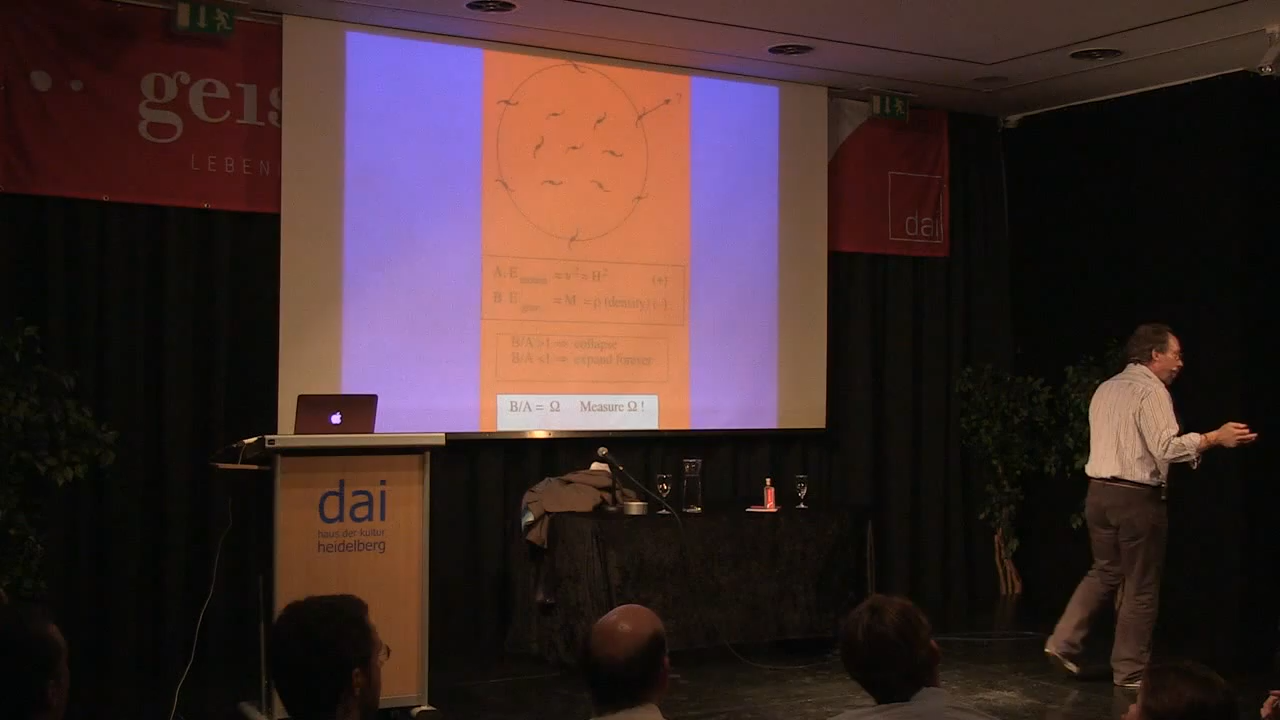 geis
LEBEN
?
A. E = v² = H² (+)
B. E = M = ρ (density) (-)
B/A >1 ⇒ collapse
B/A <1 ⇒ expand forever
B/A = Ω Measure Ω !
dai
dai
haus der kultur
heidelberg